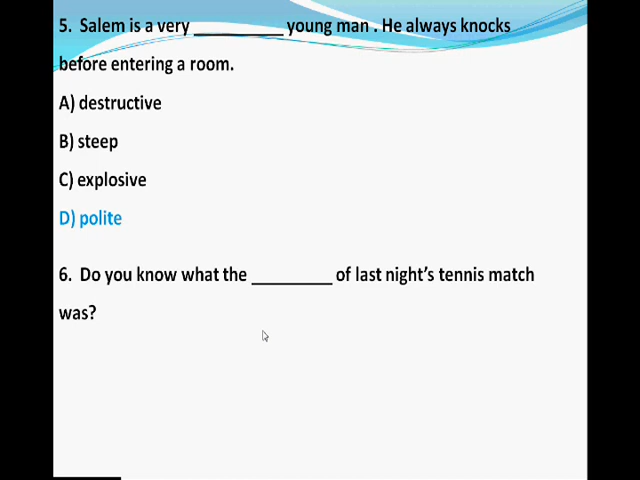 5. Salem is a very __________ young man . He always knocks
before entering a room.
A) destructive
B) steep
C) explosive
D) polite
6. Do you know what the _________ of last night's tennis match
was?